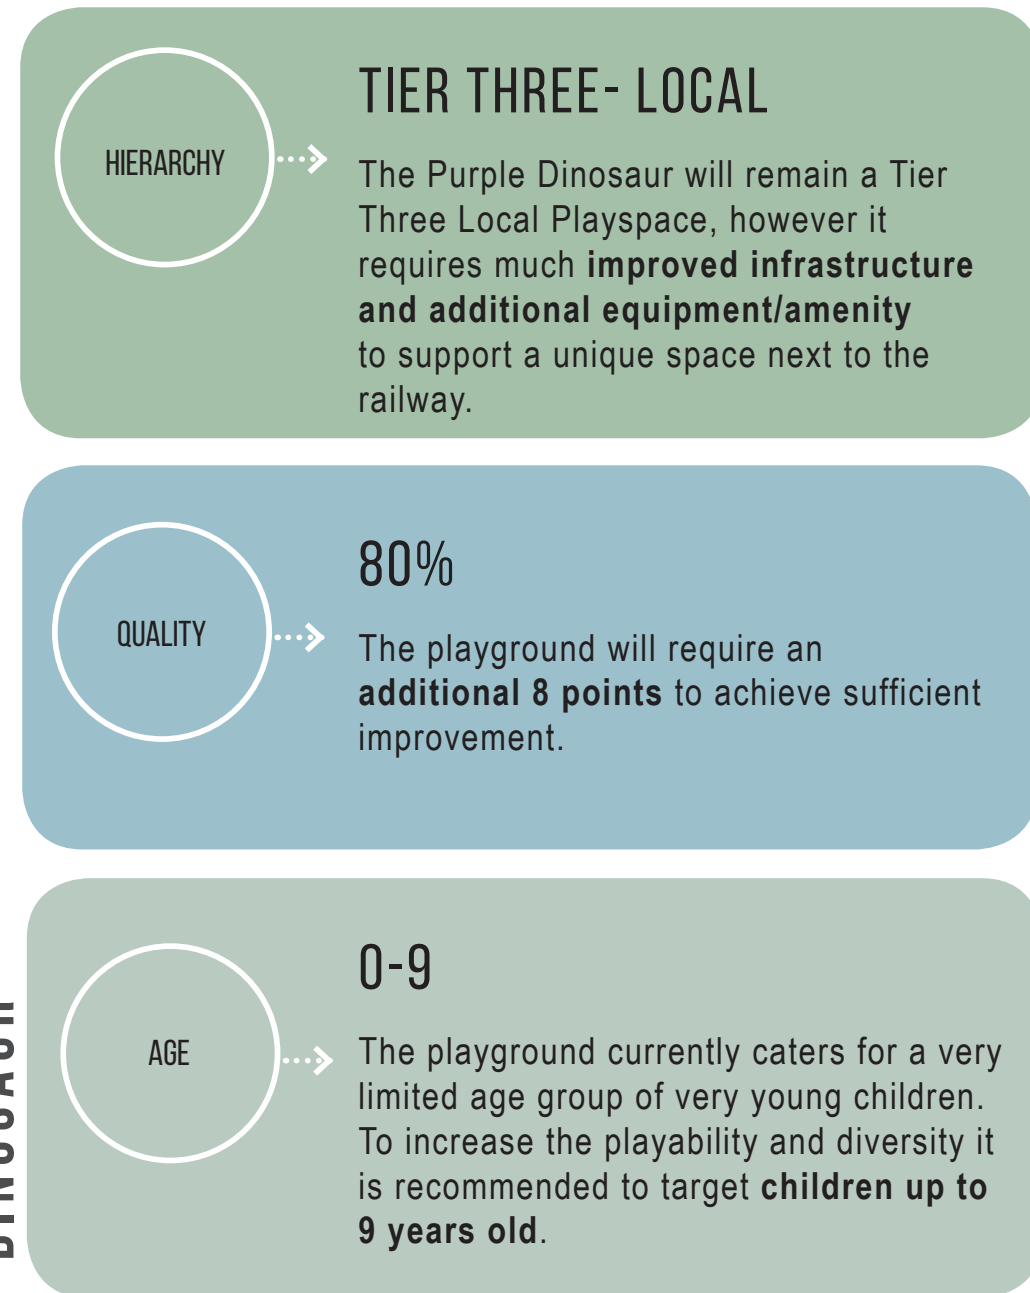 HIERARCHY
TIER THREE- LOCAL
The Purple Dinosaur will remain a Tier
Three Local Playspace, however it
requires much improved infrastructure
and additional equipment/amenity
to support a unique space next to the
railway.
QUALITY
80%
The playground will require an
additional 8 points to achieve sufficient
improvement.
AGE
0-9
The playground currently caters for a very
limited age group of very young children.
To increase the playability and diversity it
is recommended to target children up to
9 years old.